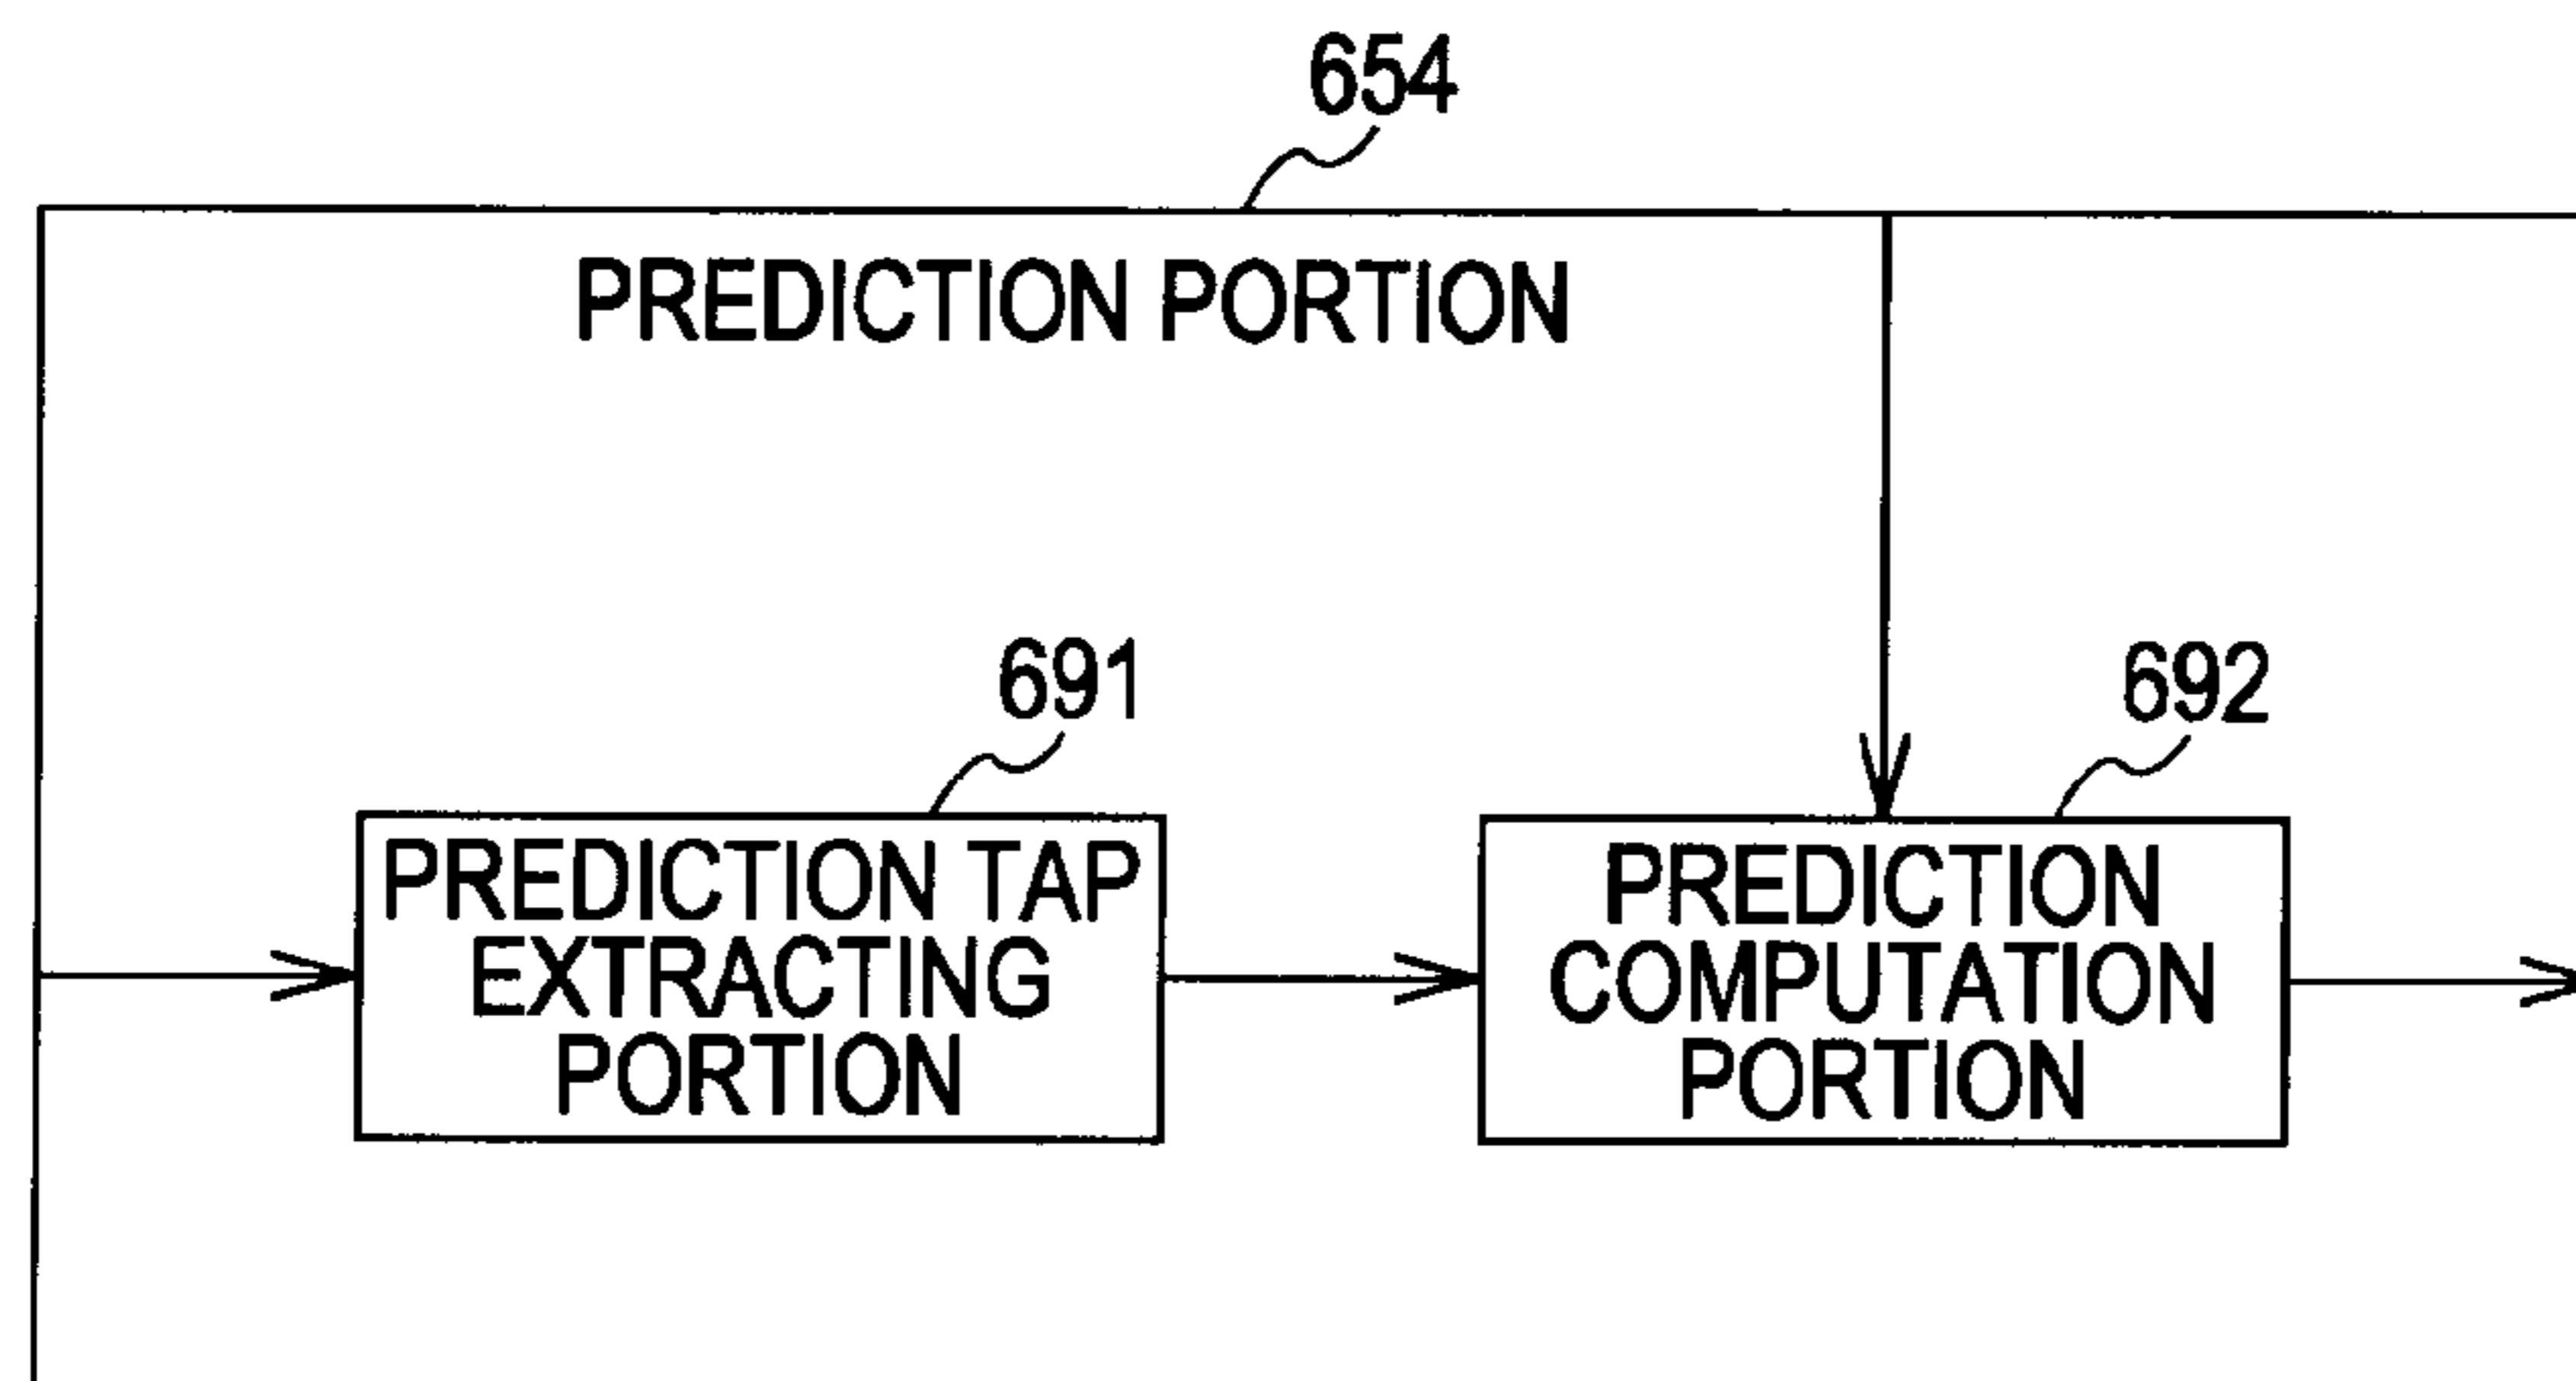 654
PREDICTION PORTION
691
692
PREDICTION TAP
EXTRACTING
PORTION
PREDICTION
COMPUTATION
PORTION